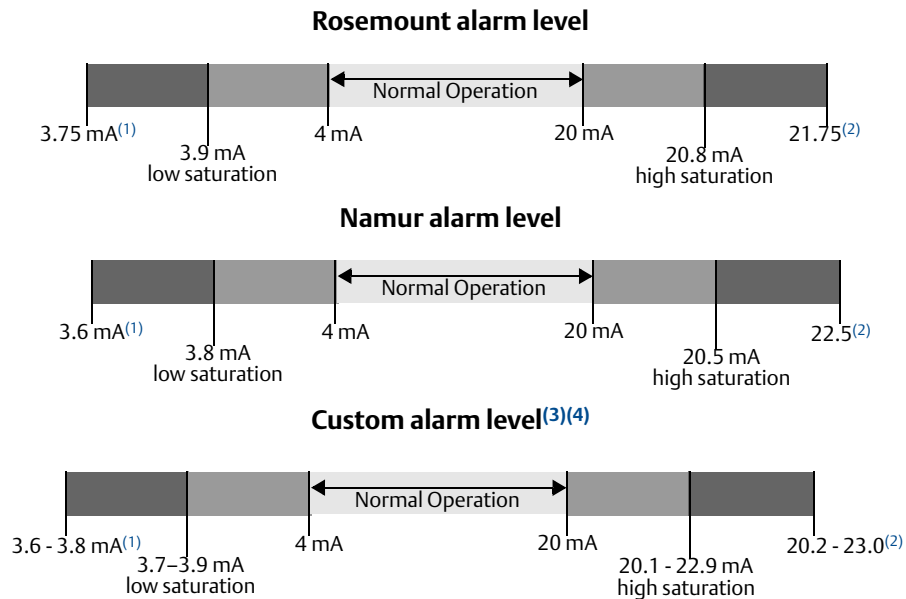 Rosemount alarm level
Normal Operation
3.75 mA(1)
3.9 mA
low saturation
4 mA
20 mA
20.8 mA
high saturation
21.75(2)
Namur alarm level
Normal Operation
3.6 mA(1)
3.8 mA
low saturation
4 mA
20 mA
20.5 mA
high saturation
22.5(2)
Custom alarm level(3)(4)
Normal Operation
3.6 - 3.8 mA(1)
3.7–3.9 mA
low saturation
4 mA
20 mA
20.1 - 22.9 mA
high saturation
20.2 - 23.0(2)